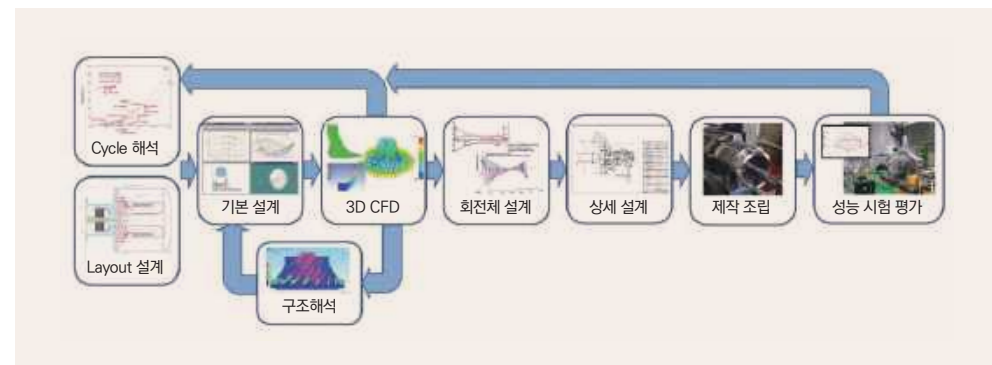 Cycle 해석
Layout 설계
기본 설계
3D CFD
구조해석
회전체 설계
상세 설계
제작 조립
성능 시험 평가